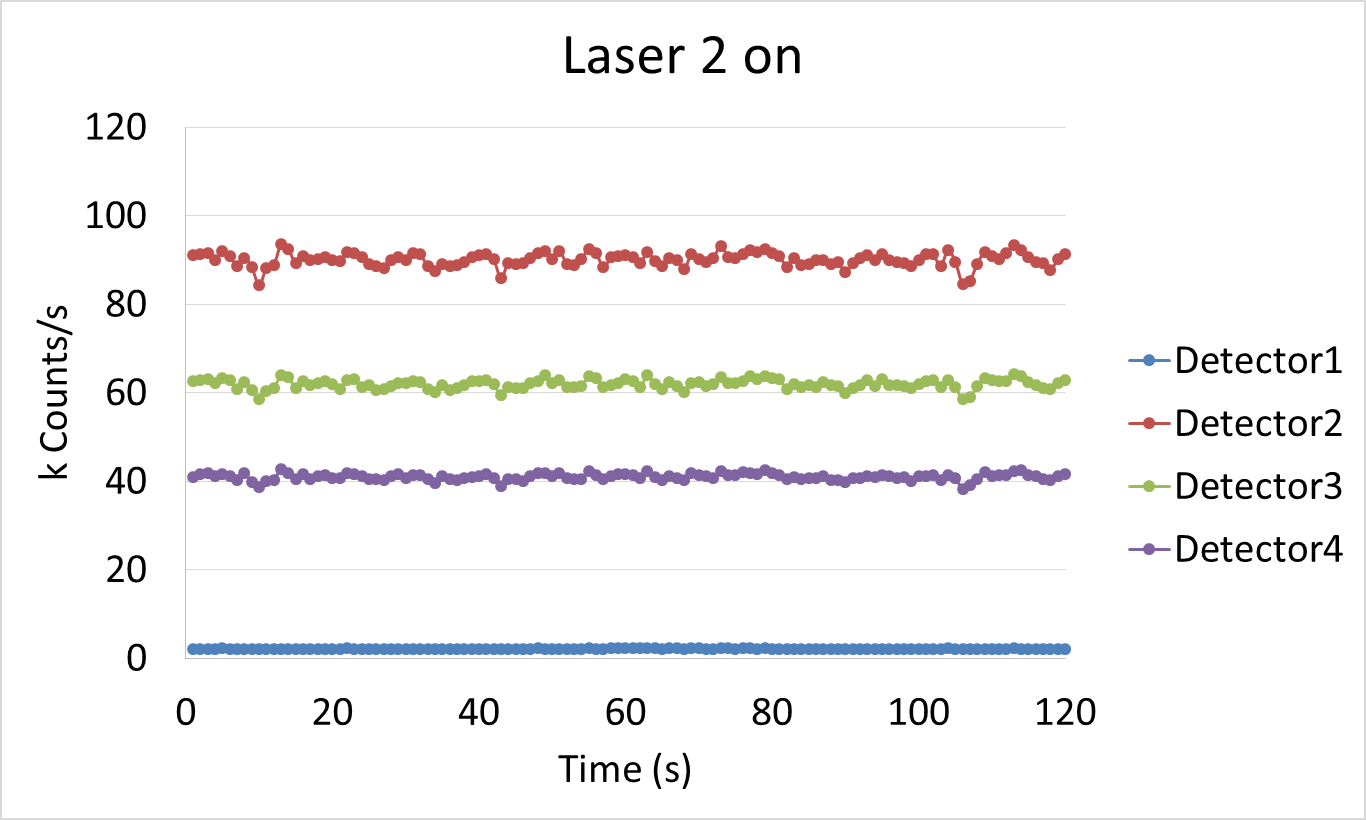 Laser 2 on
120
100
80
60
40
20
0
k Counts/s
0 20 40 60 80 100 120
Time (s)
Detector1
Detector2
Detector3
Detector4